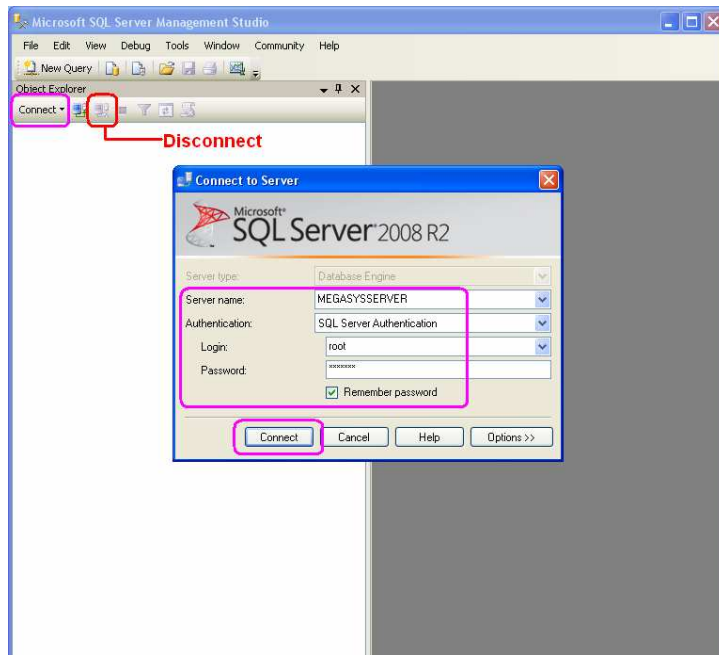 Microsoft SQL Server Management Studio
File Edit View Debug Tools Window Community Help
New Query
Object Explorer
Connect
Disconnect
Connect to Server
Microsoft®
SQL Server® 2008 R2
Server type: Database Engine
Server name: MEGASYSSERVER
Authentication: SQL Server Authentication
Login: root
Password: xxxxxxx
Remember password
Connect Cancel Help Options >>